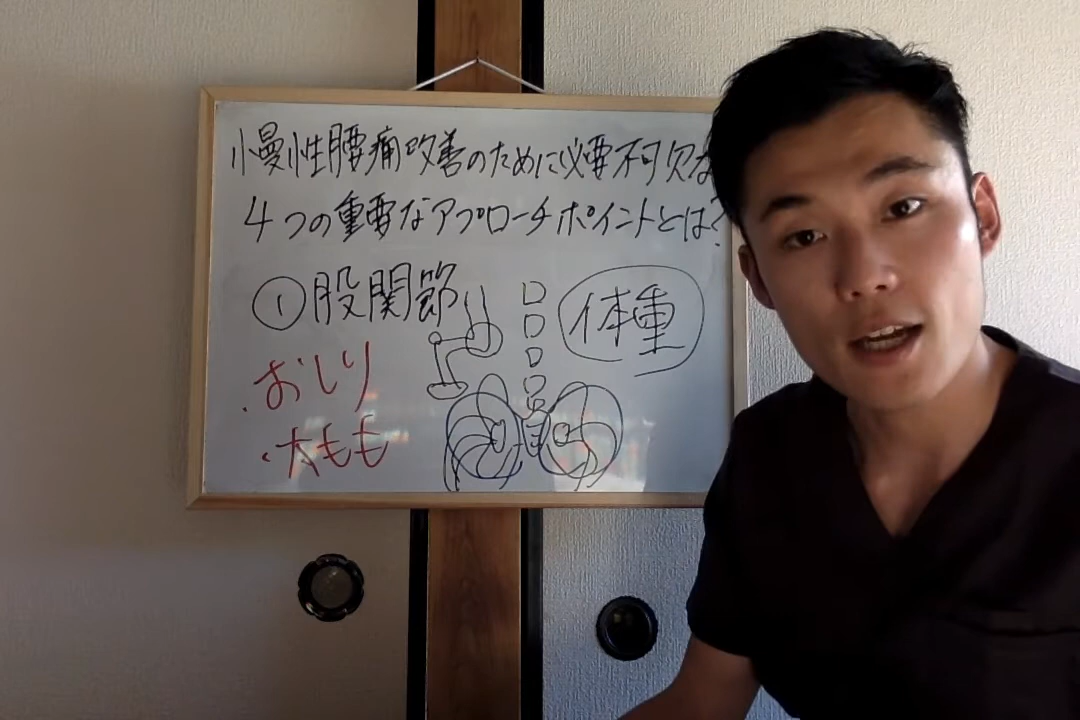 慢性腰痛改善のために必要不可欠な
4つの重要なアプローチポイントとは?
①股関節
体重
・おしり
・太もも